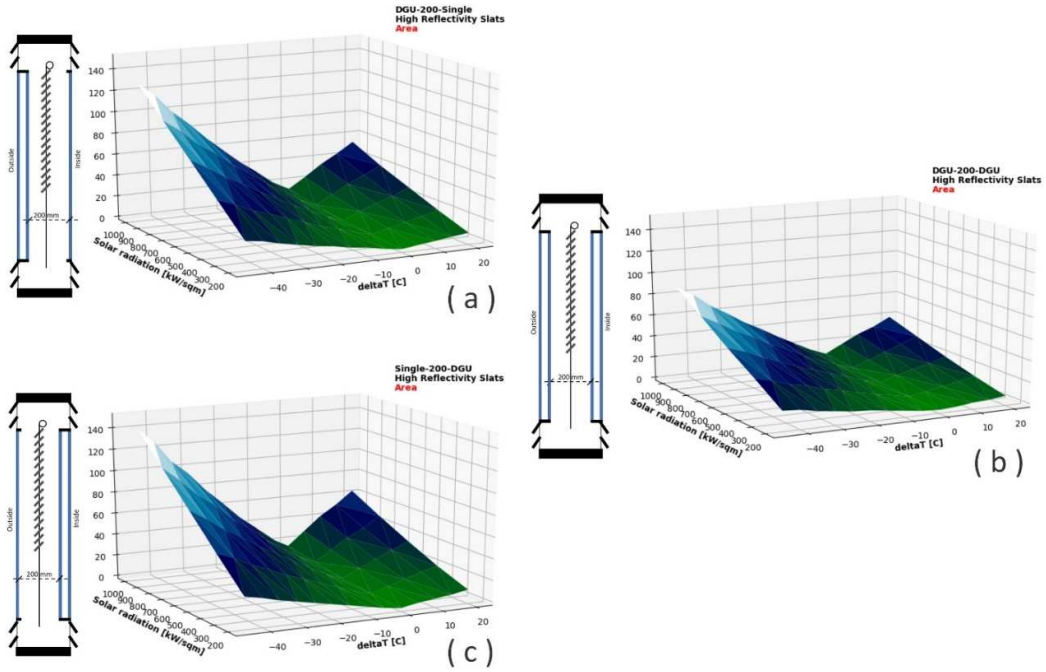 DGU-200-Single
High Reflectivity Slats
Area
Outside
Inside
200 mm
140
120
100
80
60
40
20
0
1000
900
800
700
600
500
400
300
200
Solar radiation [kW/sqm]
-40
-30
-20
-10
0
10
20
deltaT [C]
( a )
DGU-200-DGU
High Reflectivity Slats
Area
Outside
Inside
200 mm
140
120
100
80
60
40
20
0
1000
900
800
700
600
500
400
300
200
Solar radiation [kW/sqm]
-40
-30
-20
-10
0
10
20
deltaT [C]
( b )
Single-200-DGU
High Reflectivity Slats
Area
Outside
Inside
200 mm
140
120
100
80
60
40
20
0
1000
900
800
700
600
500
400
300
200
Solar radiation [kW/sqm]
-40
-30
-20
-10
0
10
20
deltaT [C]
( c )